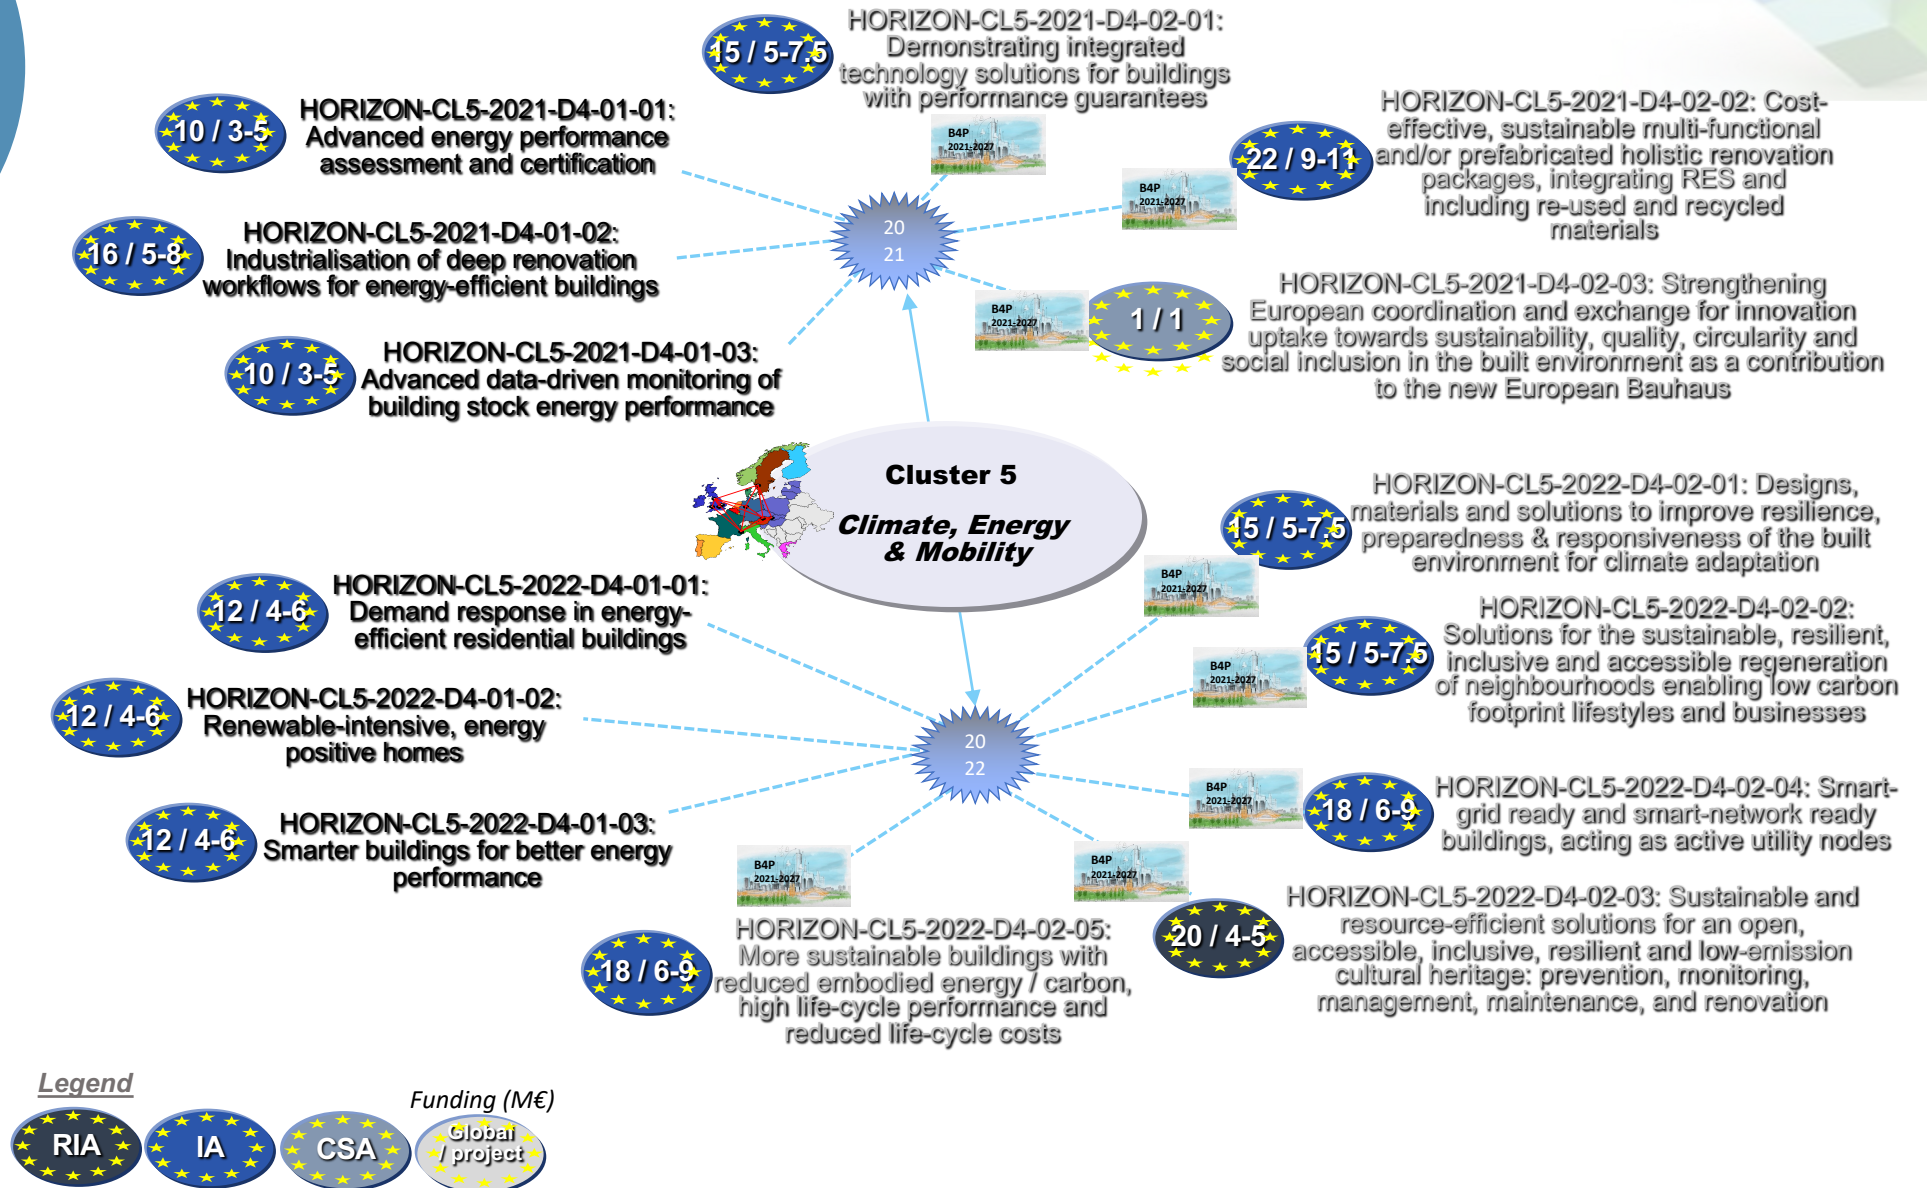 15 / 5-7.5
HORIZON-CL5-2021-D4-02-01:
Demonstrating integrated
technology solutions for buildings
with performance guarantees
B4P
2021-2027
10 / 3-5
HORIZON-CL5-2021-D4-01-01:
Advanced energy performance
assessment and certification
22 / 9-11
HORIZON-CL5-2021-D4-02-02: Cost-
effective, sustainable multi-functional
and/or prefabricated holistic renovation
packages, integrating RES and
including re-used and recycled
materials
B4P
2021-2027
16 / 5-8
HORIZON-CL5-2021-D4-01-02:
Industrialisation of deep renovation
workflows for energy-efficient buildings
20
21
B4P
2021-2027
1 / 1
HORIZON-CL5-2021-D4-02-03: Strengthening
European coordination and exchange for innovation
uptake towards sustainability, quality, circularity and
social inclusion in the built environment as a contribution
to the new European Bauhaus
10 / 3-5
HORIZON-CL5-2021-D4-01-03:
Advanced data-driven monitoring of
building stock energy performance
Cluster 5
Climate, Energy
& Mobility
15 / 5-7.5
HORIZON-CL5-2022-D4-02-01: Designs,
materials and solutions to improve resilience,
preparedness & responsiveness of the built
environment for climate adaptation
B4P
2021-2027
12 / 4-6
HORIZON-CL5-2022-D4-01-01:
Demand response in energy-
efficient residential buildings
B4P
2021-2027
15 / 5-7.5
HORIZON-CL5-2022-D4-02-02:
Solutions for the sustainable, resilient,
inclusive and accessible regeneration
of neighbourhoods enabling low carbon
footprint lifestyles and businesses
12 / 4-6
HORIZON-CL5-2022-D4-01-02:
Renewable-intensive, energy
positive homes
20
22
B4P
2021-2027
18 / 6-9
HORIZON-CL5-2022-D4-02-04: Smart-
grid ready and smart-network ready
buildings, acting as active utility nodes
12 / 4-6
HORIZON-CL5-2022-D4-01-03:
Smarter buildings for better energy
performance
B4P
2021-2027
B4P
2021-2027
20 / 4-5
HORIZON-CL5-2022-D4-02-03: Sustainable and
resource-efficient solutions for an open,
accessible, inclusive, resilient and low-emission
cultural heritage: prevention, monitoring,
management, maintenance, and renovation
18 / 6-9
HORIZON-CL5-2022-D4-02-05:
More sustainable buildings with
reduced embodied energy / carbon,
high life-cycle performance and
reduced life-cycle costs
Legend
Funding (M€)
RIA
IA
CSA
Global
/ project